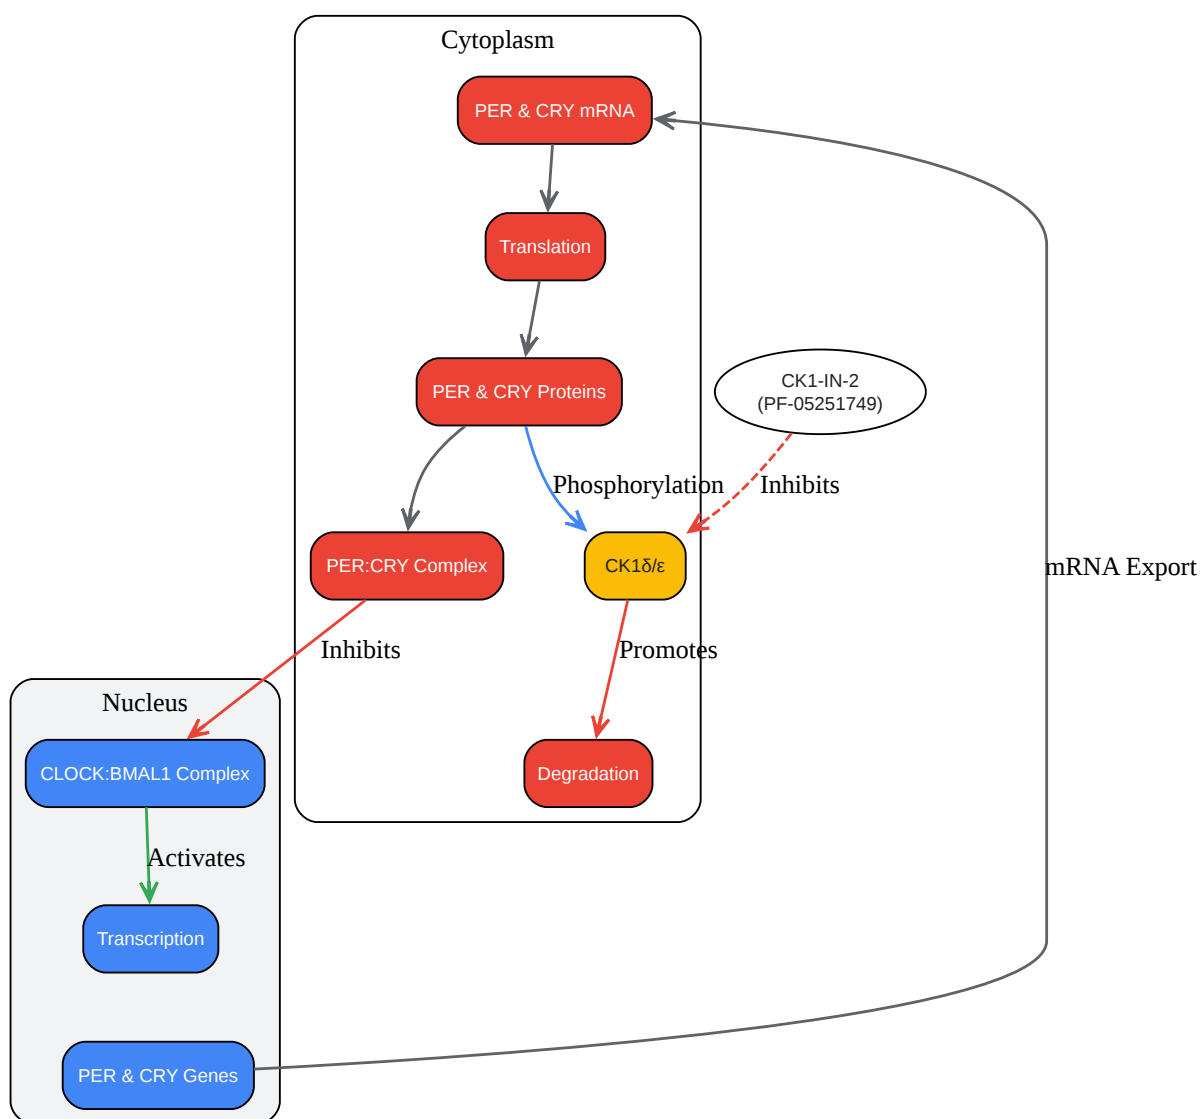 Cytoplasm
PER & CRY mRNA
Translation
PER & CRY Proteins
CK1-IN-2
(PF-05251749)
Phosphorylation
Inhibits
PER:CRY Complex
CK1δ/ε
mRNA Export
Inhibits
Promotes
Nucleus
CLOCK:BMAL1 Complex
Degradation
Activates
Transcription
PER & CRY Genes